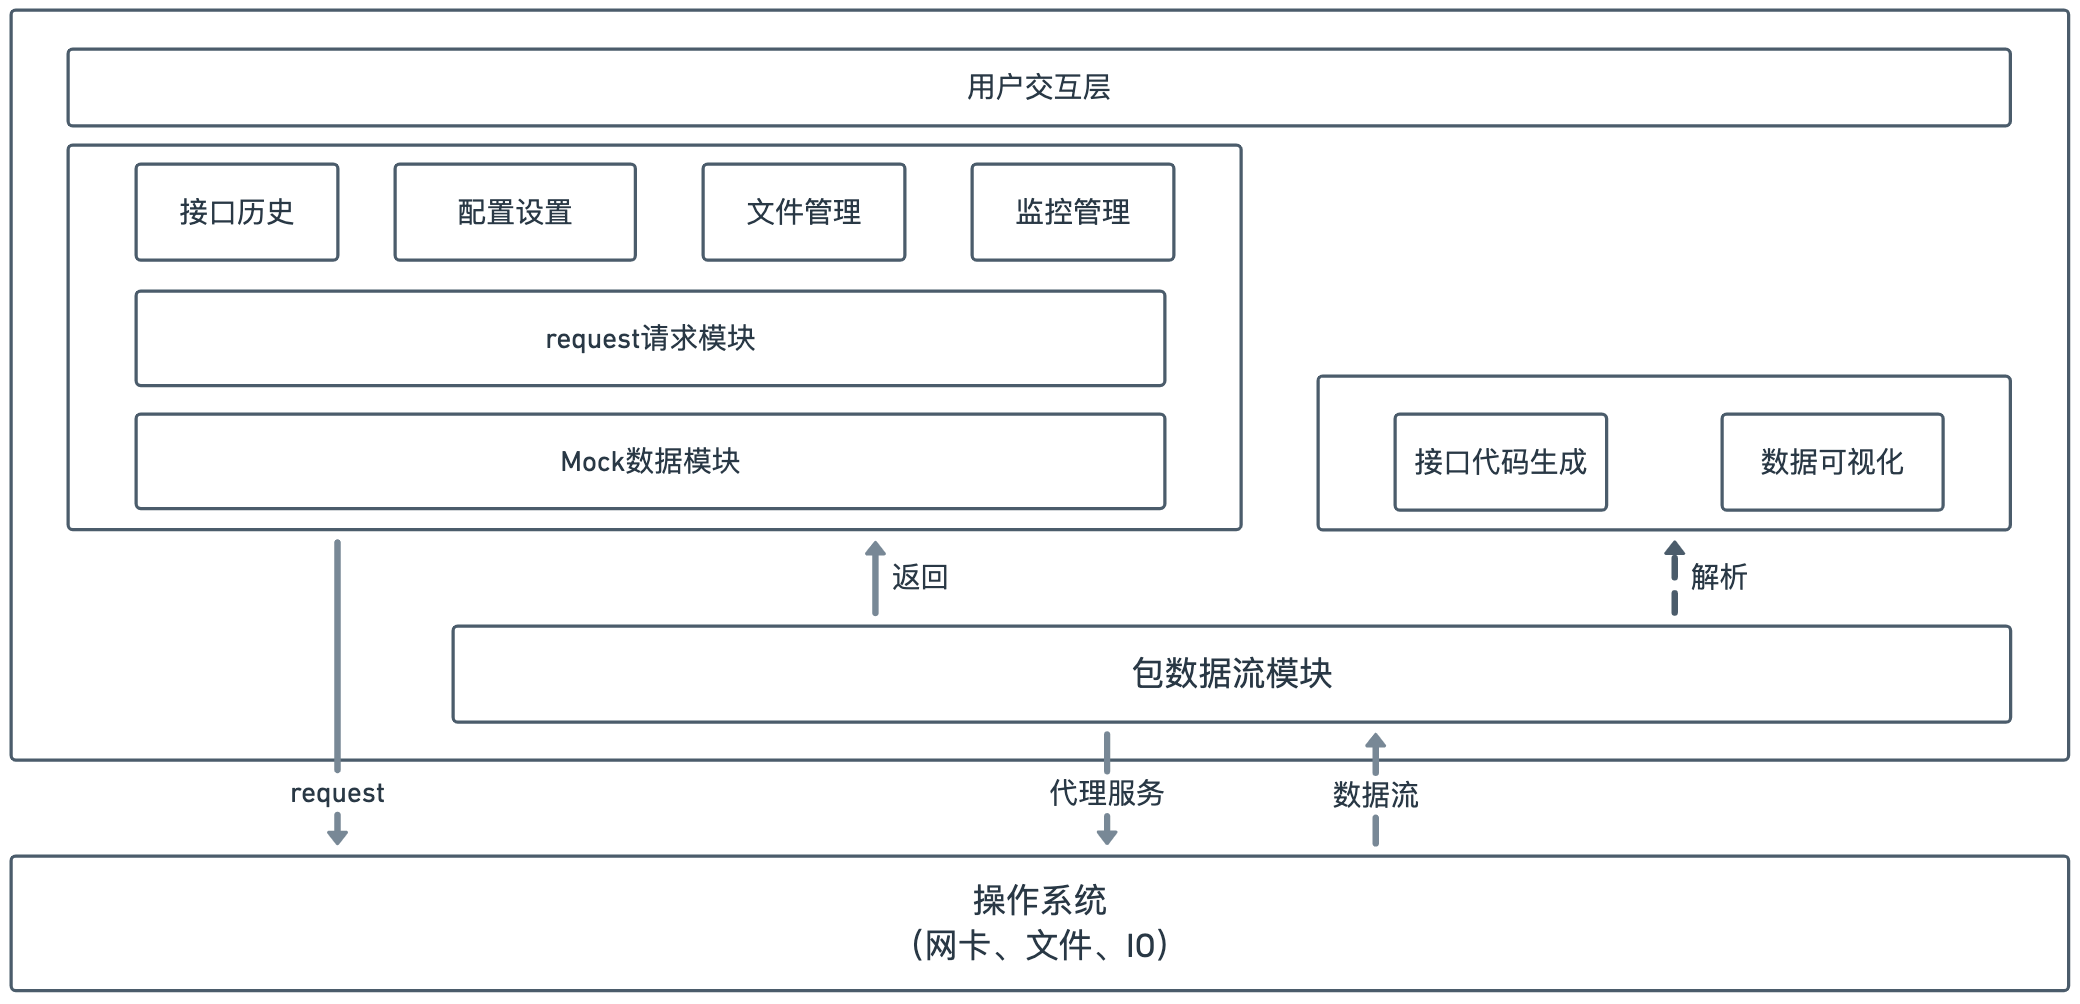 用户交互层
接口历史
配置设置
文件管理
监控管理
request请求模块
Mock数据模块
接口代码生成
数据可视化
返回
解析
包数据流模块
request
代理服务
数据流
操作系统
（网卡、文件、IO）